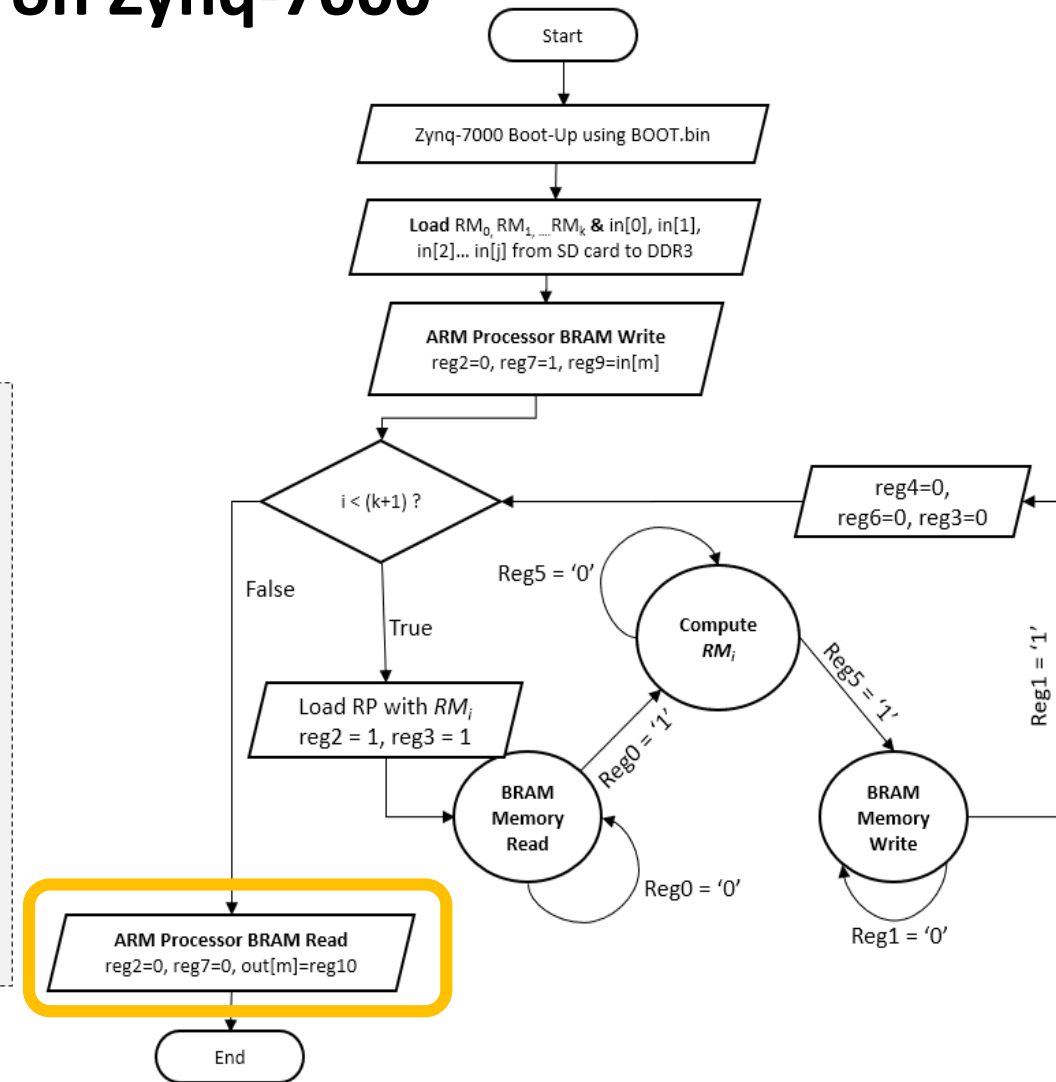 on Zynq-7000
Start
Zynq-7000 Boot-Up using BOOT.bin
Load RM0, RM1, ....RMk & in[0], in[1],
in[2]... in[j] from SD card to DDR3
ARM Processor BRAM Write
reg2=0, reg7=1, reg9=in[m]
i < (k+1) ?
reg4=0,
reg6=0, reg3=0
False
True
Reg5 = ‘0’
Compute
RMi
Reg5 = ‘1’
Reg1 = ‘1’
Load RP with RMi
reg2 = 1, reg3 = 1
Reg0 = ‘1’
BRAM
Memory
Read
BRAM
Memory
Write
Reg0 = ‘0’
Reg1 = ‘0’
ARM Processor BRAM Read
reg2=0, reg7=0, out[m]=reg10
End